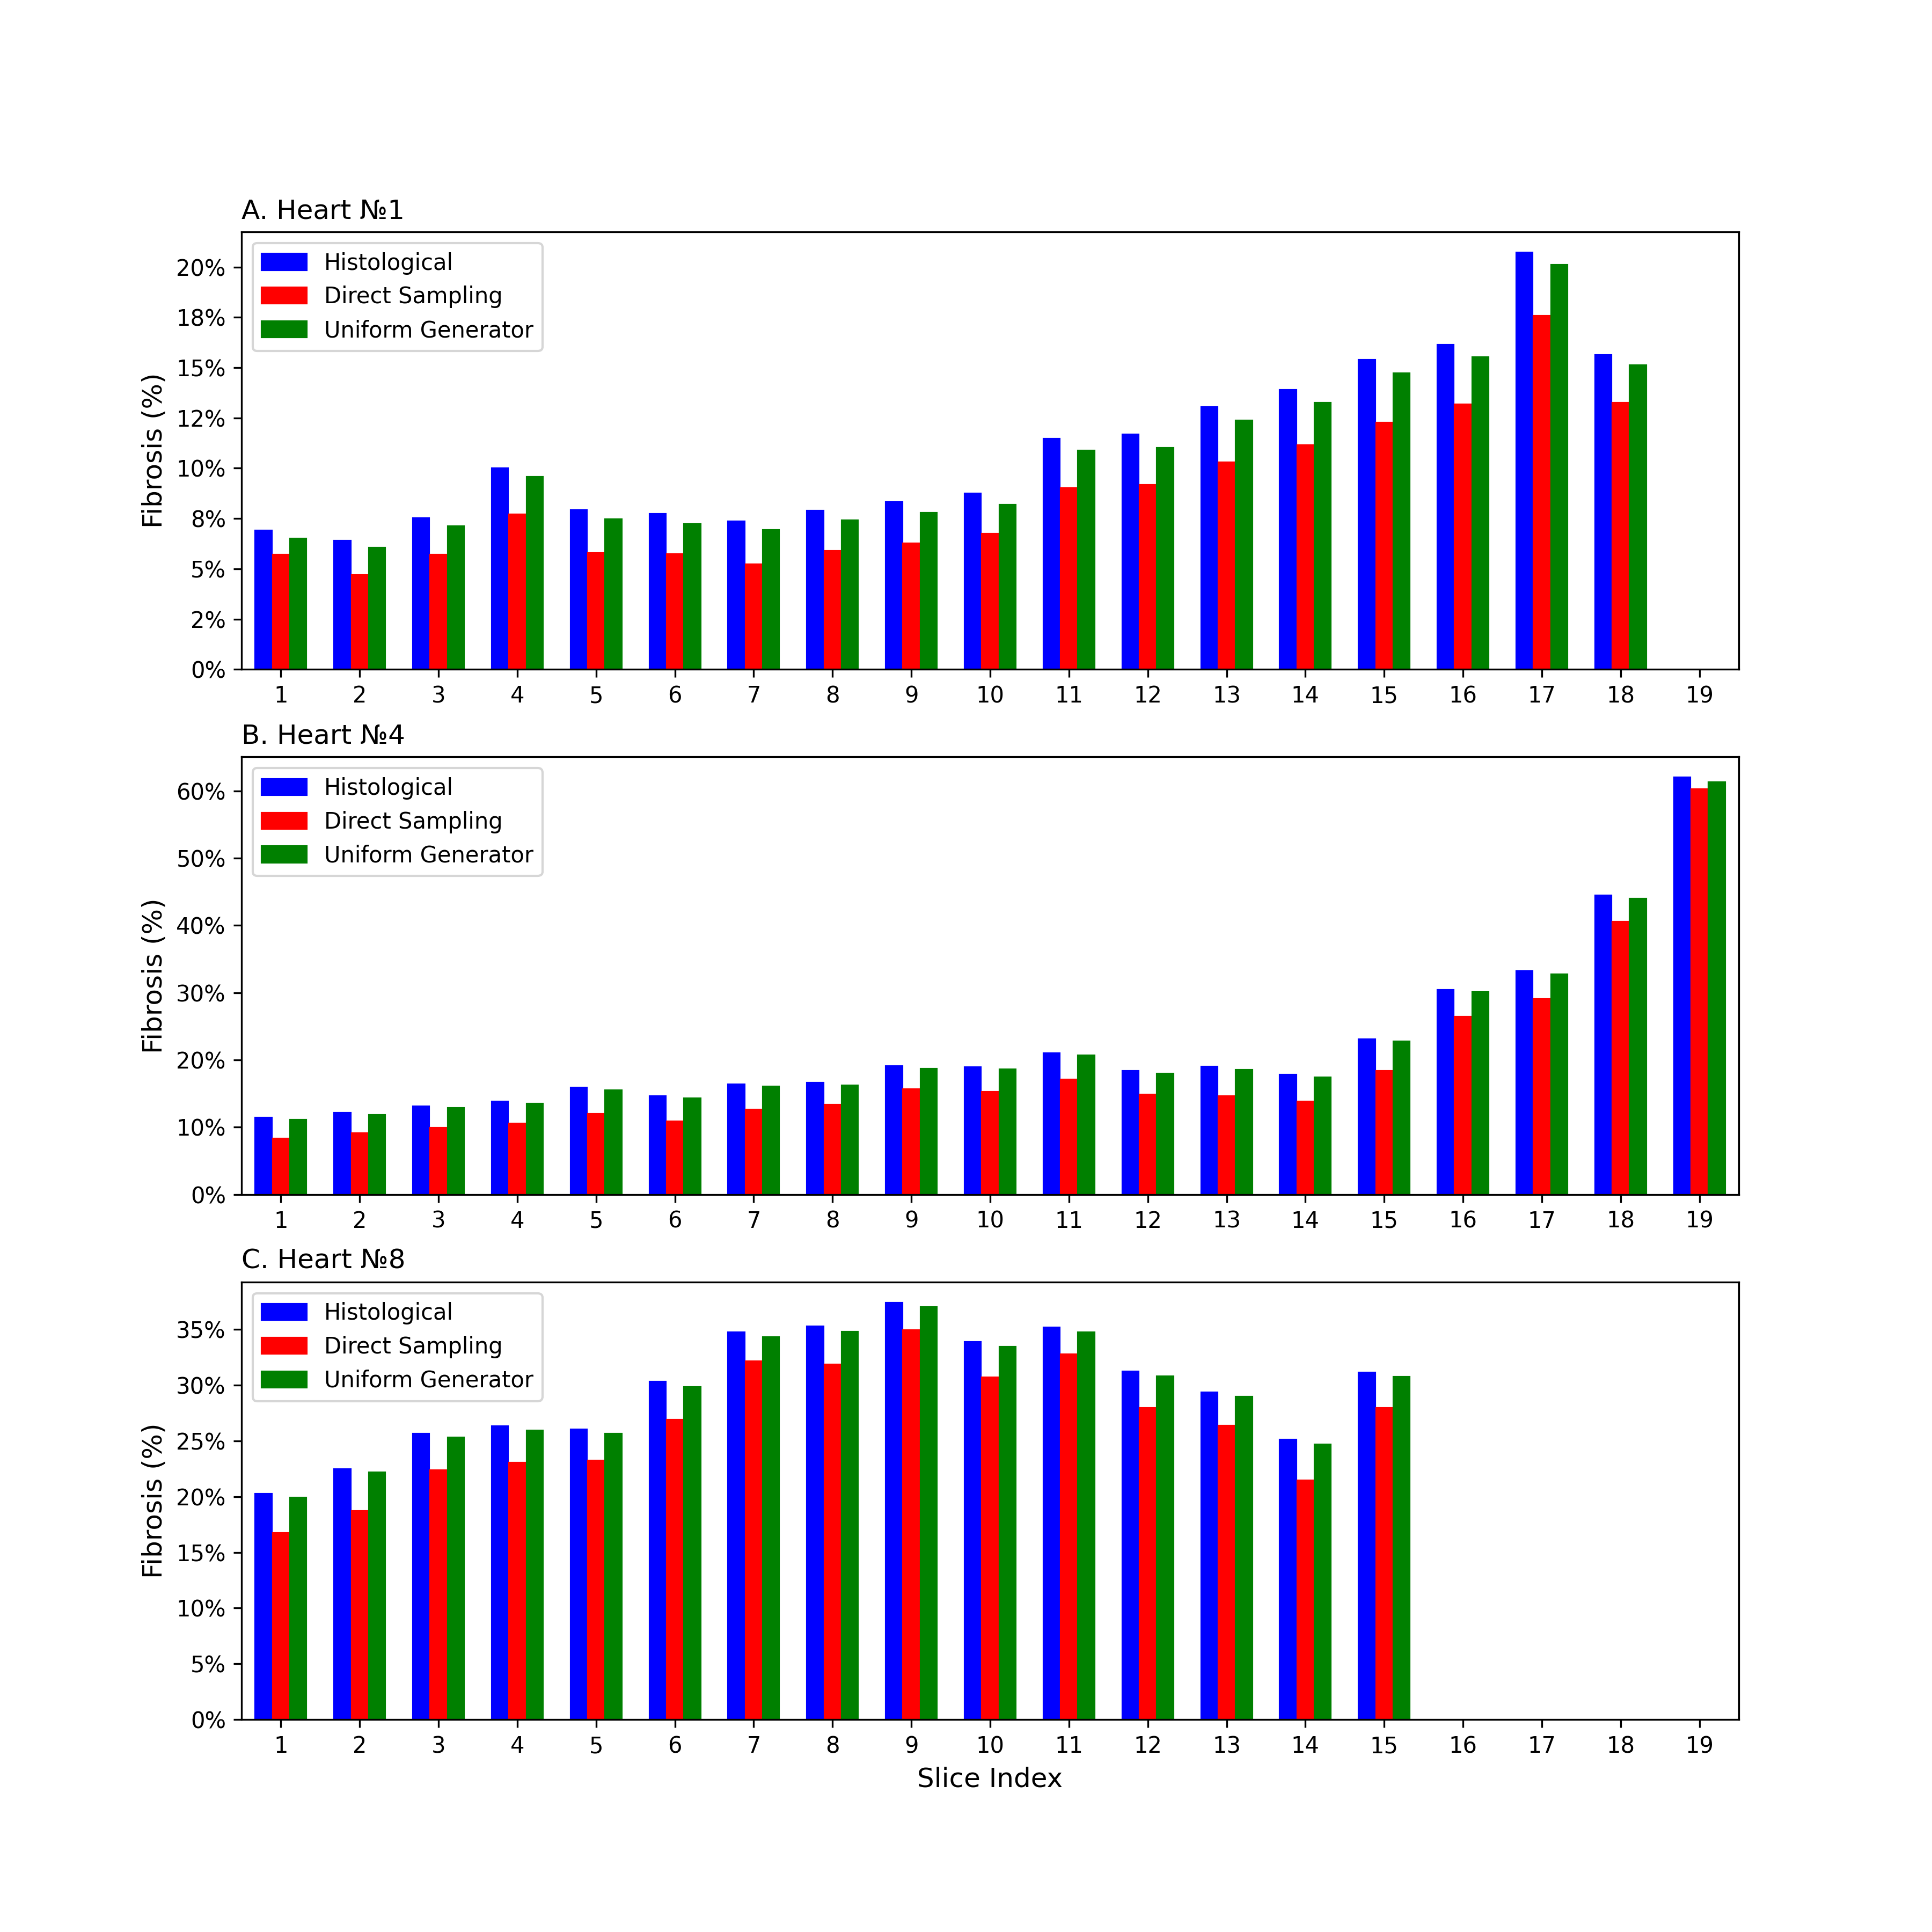 A. Heart №1
Histological
Direct Sampling
Uniform Generator
Fibrosis (%)
20%
18%
15%
12%
10%
8%
5%
2%
0%
1 2 3 4 5 6 7 8 9 10 11 12 13 14 15 16 17 18 19
B. Heart №4
Histological
Direct Sampling
Uniform Generator
Fibrosis (%)
60%
50%
40%
30%
20%
10%
0%
1 2 3 4 5 6 7 8 9 10 11 12 13 14 15 16 17 18 19
C. Heart №8
Histological
Direct Sampling
Uniform Generator
Fibrosis (%)
35%
30%
25%
20%
15%
10%
5%
0%
1 2 3 4 5 6 7 8 9 10 11 12 13 14 15 16 17 18 19
Slice Index